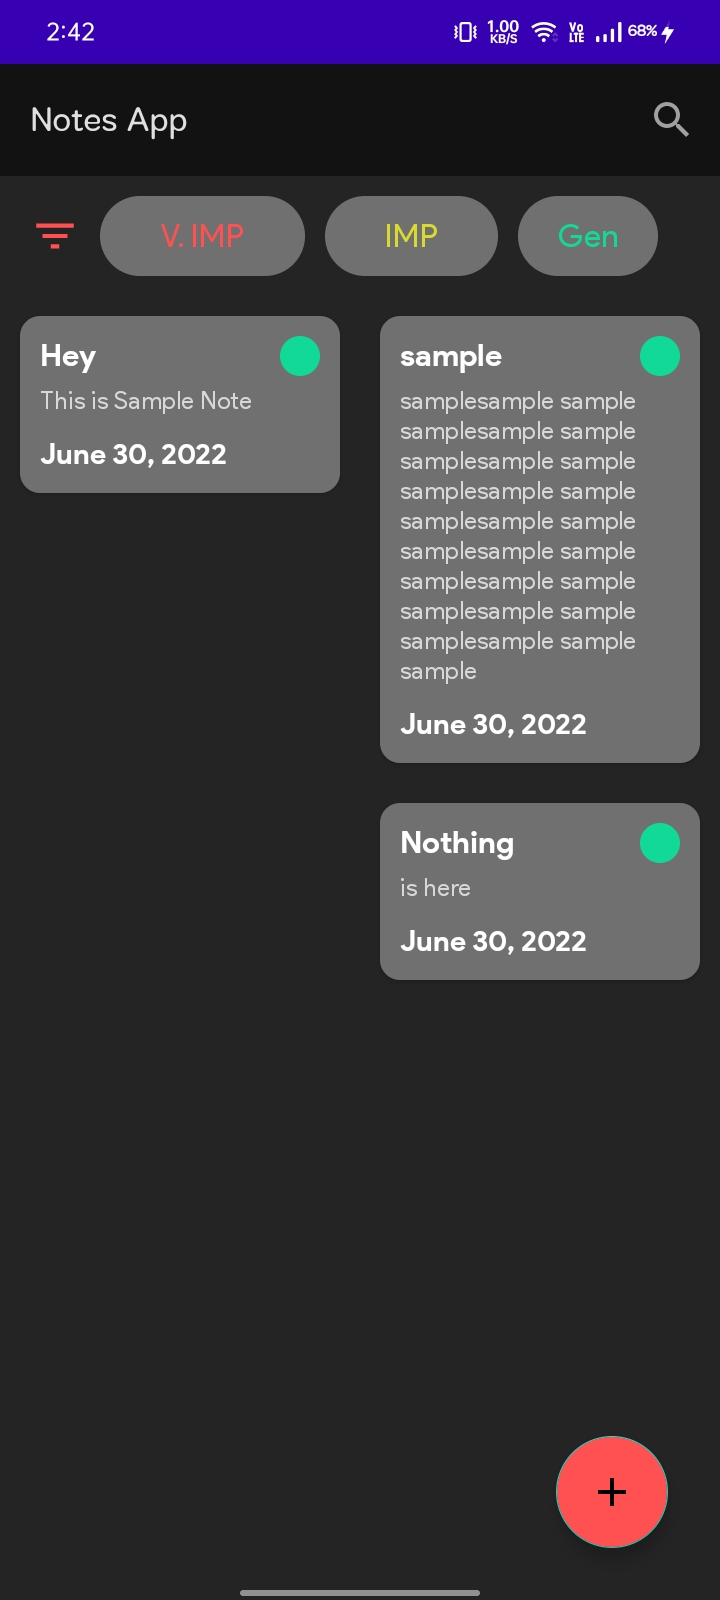 2:42
1.00
KB/S
Vo
LTE
68%
Notes App
V. IMP
IMP
Gen
Hey
This is Sample Note
June 30, 2022
sample
samplesample sample
samplesample sample
samplesample sample
samplesample sample
samplesample sample
samplesample sample
samplesample sample
samplesample sample
samplesample sample
sample
June 30, 2022
Nothing
is here
June 30, 2022